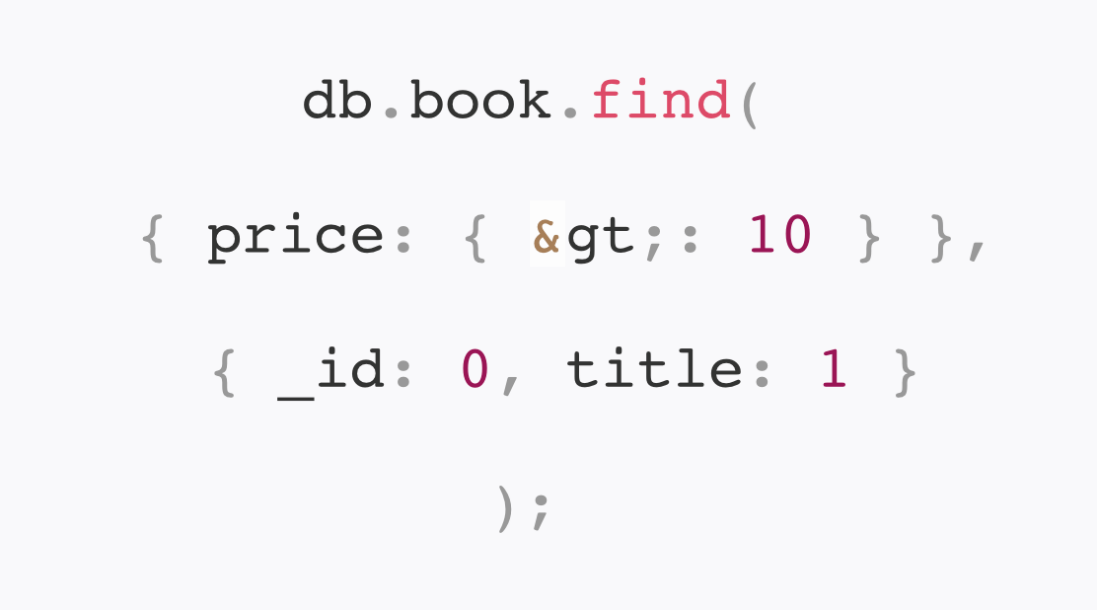 db.book.find(
{ price: { &gt;: 10 } },
{ _id: 0, title: 1 }
);